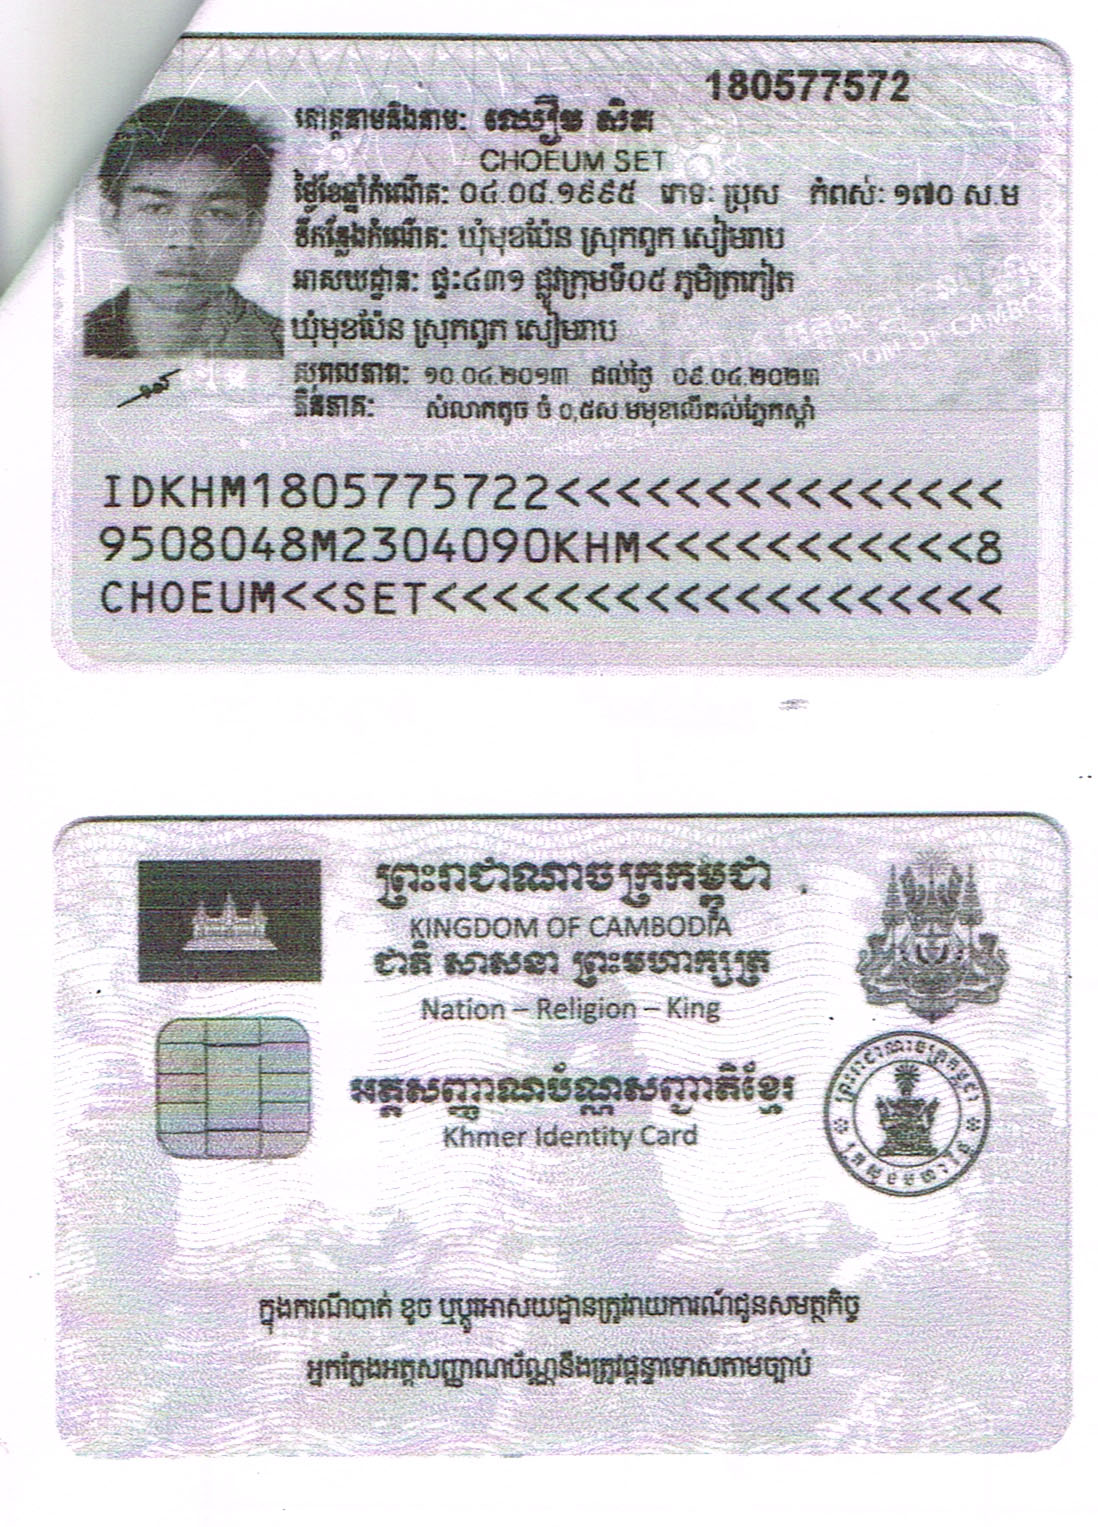 180577572
គោត្តនាមនិងនាម: ឈឿម សិត
CHOEUM SET
ថ្ងៃខែឆ្នាំកំណើត: ០៤.០៨.១៩៩៥ ភេទ: ប្រុស កំពស់: ១៧០ ស.ម
ទីកន្លែងកំណើត: ឃុំមុខប៉ែន ស្រុកពួក សៀមរាប
អាសយដ្ឋាន: ផ្ទះ៤៣១ ផ្លូវក្រុមទី០៥ ភូមិត្រកៀត
ឃុំមុខប៉ែន ស្រុកពួក សៀមរាប
សុពលភាព: ១០.០៤.២០១៣ ដល់ថ្ងៃ ០៩.០៤.២០២៣
ភិនភាគ: សំលាកតូច ចំ ០,៥ស មមុខលើគល់ភ្នែកស្តាំ
IDKHM1805775722<<<<<<<<<<<<<<<
9508048M2304090KHM<<<<<<<<<<<8
CHOEUM<<SET<<<<<<<<<<<<<<<<<<<
ព្រះរាជាណាចក្រកម្ពុជា
KINGDOM OF CAMBODIA
ជាតិ សាសនា ព្រះមហាក្សត្រ
Nation – Religion – King
អត្តសញ្ញាណប័ណ្ណសញ្ជាតិខ្មែរ
Khmer Identity Card
ក្នុងករណីបាត់ ខូច ឬប្តូរអាសយដ្ឋានត្រូវរាយការណ៍ជូនសមត្ថកិច្ច
អ្នកក្លែងអត្តសញ្ញាណប័ណ្ណនឹងត្រូវផ្តន្ទាទោសតាមច្បាប់